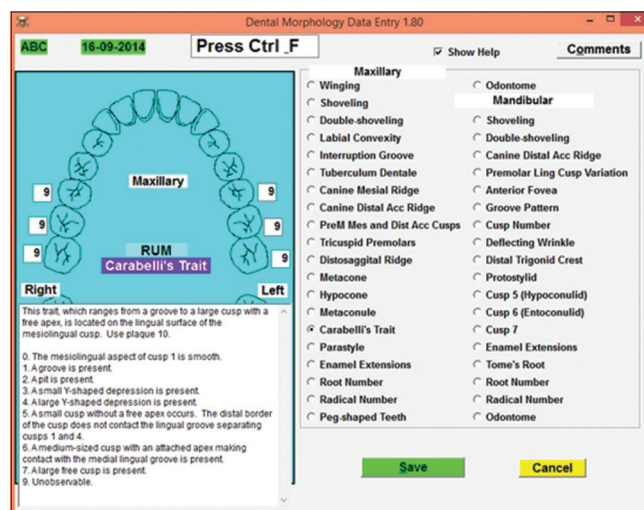 Dental Morphology Data Entry 1.80
ABC
16-09-2014
Press Ctrl_F
Show Help
Comments
Maxillary
Winging
Shoveling
Double-shoveling
Labial Convexity
Interruption Groove
Tuberculum Dentale
Canine Mesial Ridge
Canine Distal Acc Ridge
PreM Mes and Dist Acc Cusps
Tricuspid Premolars
Distosaggital Ridge
Metacone
Hypocone
Metaconule
Carabelli's Trait
Parastyle
Enamel Extensions
Root Number
Radical Number
Peg-shaped Teeth
Odontome
Mandibular
Shoveling
Double-shoveling
Canine Distal Acc Ridge
Premolar Ling Cusp Variation
Anterior Fovea
Groove Pattern
Cusp Number
Deflecting Wrinkle
Distal Trigonid Crest
Protostylid
Cusp 5 (Hypoconulid)
Cusp 6 (Entoconulid)
Cusp 7
Enamel Extensions
Tome's Root
Root Number
Radical Number
Odontome
Maxillary
9
9
9
9
9
9
RUM
Carabelli's Trait
Right
Left
This trait, which ranges from a groove to a large cusp with a
free apex, is located on the lingual surface of the
mesiolingual cusp. Use plaque 10.
0. The mesiolingual aspect of cusp 1 is smooth.
1. A groove is present.
2. A pit is present.
3. A small Y-shaped depression is present.
4. A large Y-shaped depression is present.
5. A small cusp without a free apex occurs. The distal border
of the cusp does not contact the lingual groove separating
cusps 1 and 4.
6. A medium-sized cusp with an attached apex making
contact with the medial lingual groove is present.
7. A large free cusp is present.
9. Unobservable.
Save
Cancel